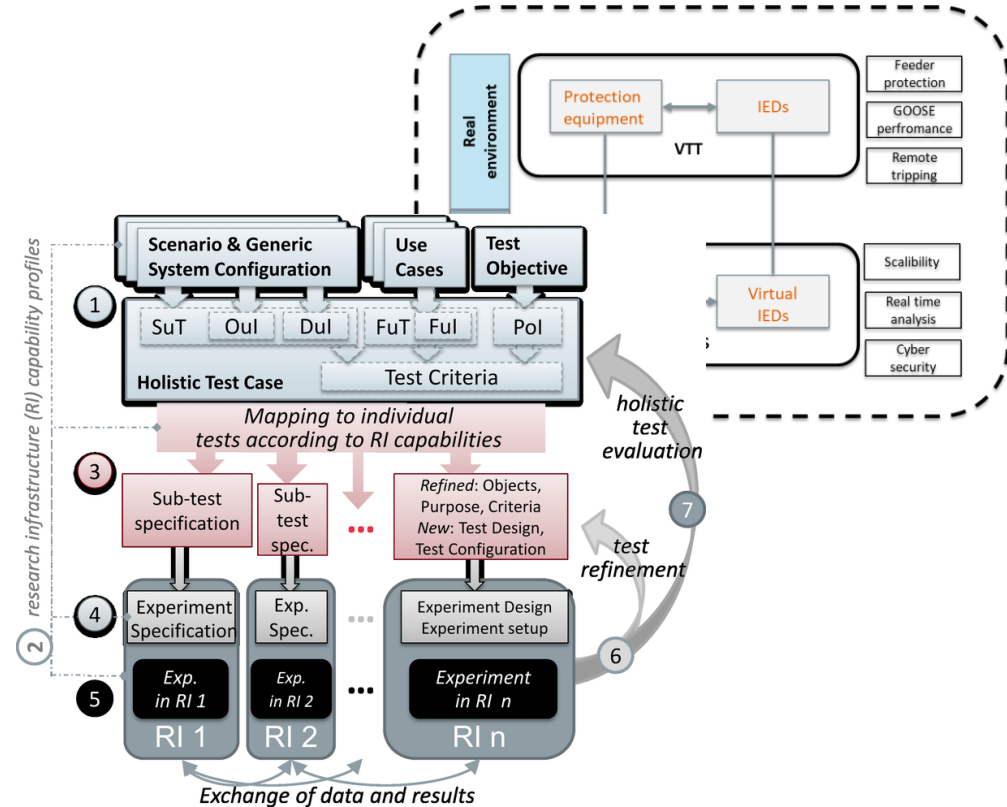 Real
environment
Protection
equipment
IEDs
VTT
Feeder
protection
GOOSE
perfromance
Remote
tripping
Virtual
IEDs
s
Scalibility
Real time
analysis
Cyber
security
2 research infrastructure (RI) capability profiles
1
Scenario & Generic
System Configuration
Use
Cases
Test
Objective
SuT
OuI
DuI
FuT
FuI
PoI
Holistic Test Case
Test Criteria
Mapping to individual
tests according to RI capabilities
holistic
test
evaluation
3
Sub-test
specification
Sub-
test
spec.
...
Refined: Objects,
Purpose, Criteria
New: Test Design,
Test Configuration
7
test
refinement
4
Experiment
Specification
Exp.
Spec.
...
Experiment Design
Experiment setup
6
5
Exp.
in RI 1
Exp.
in RI 2
...
Experiment
in RI n
RI 1
RI 2
RI n
Exchange of data and results